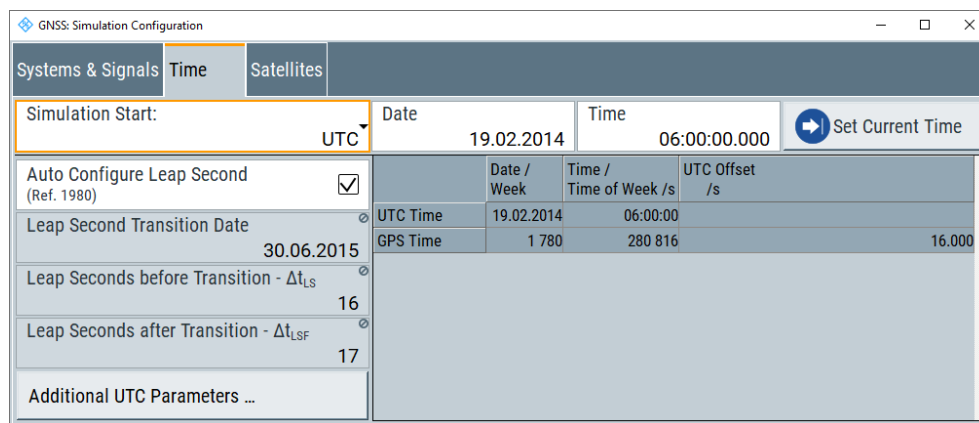 GNSS: Simulation Configuration
Systems & Signals Time Satellites
Simulation Start:
UTC
Date
19.02.2014
Time
06:00:00.000
Set Current Time
Auto Configure Leap Second
(Ref. 1980)
Leap Second Transition Date
30.06.2015
Leap Seconds before Transition - ΔtLS
16
Leap Seconds after Transition - ΔtLSF
17
Additional UTC Parameters ...
Date / Time / UTC Offset
Week Time of Week /s /s
UTC Time 19.02.2014 06:00:00
GPS Time 1 780 280 816 16.000